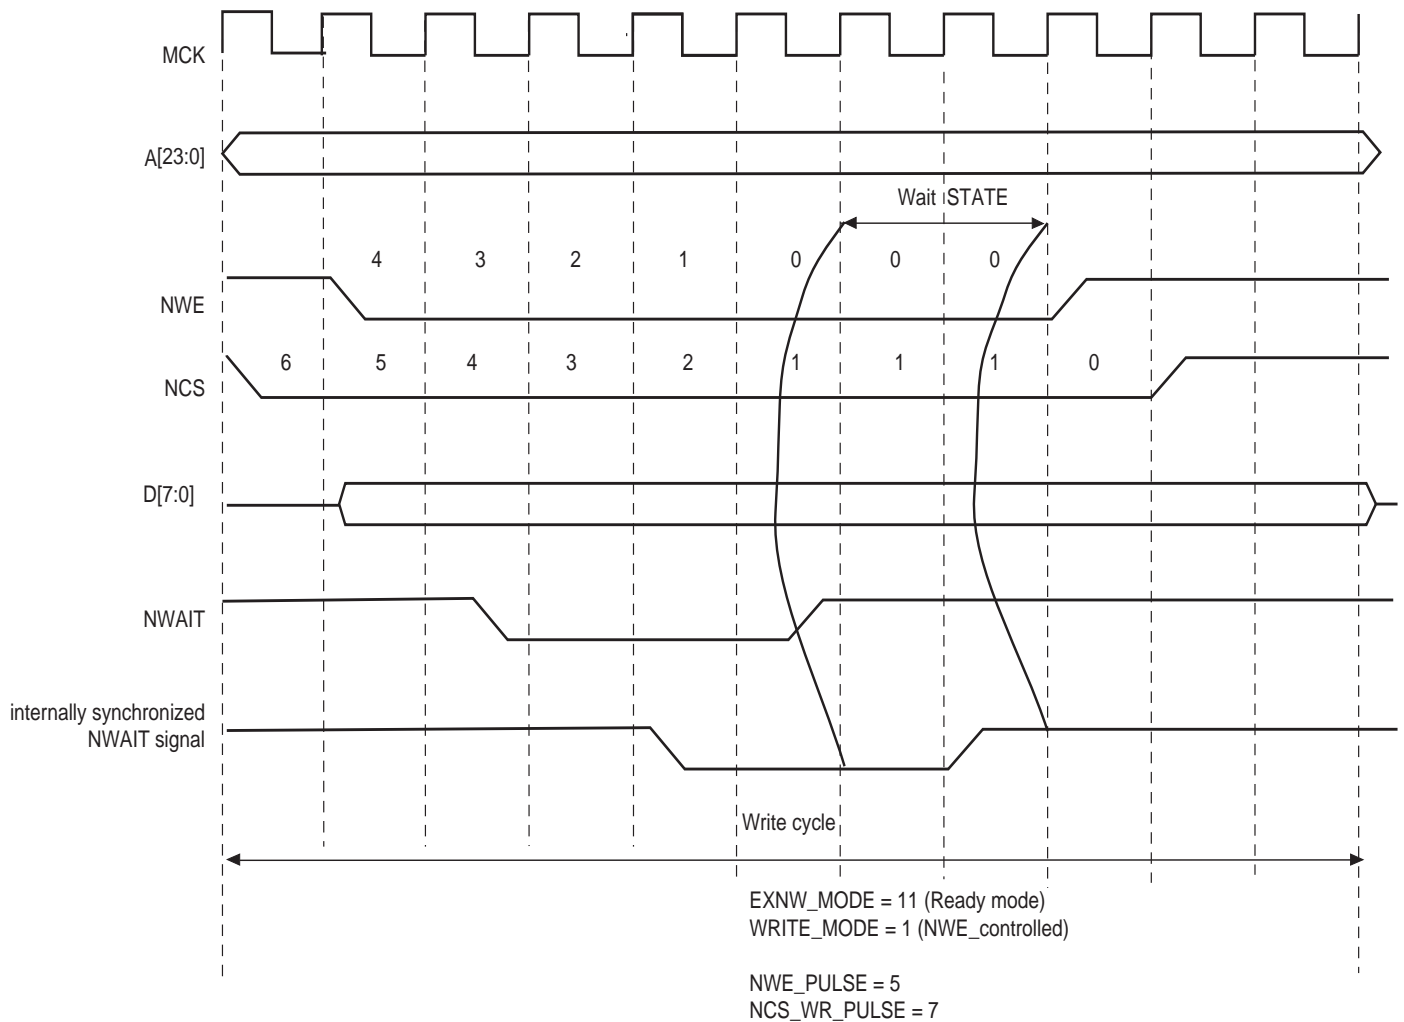 MCK
A[23:0]
Wait STATE
4 3 2 1 0 0 0
NWE
6 5 4 3 2 1 1 1 0
NCS
D[7:0]
NWAIT
internally synchronized
NWAIT signal
Write cycle
EXNW_MODE = 11 (Ready mode)
WRITE_MODE = 1 (NWE_controlled)
NWE_PULSE = 5
NCS_WR_PULSE = 7